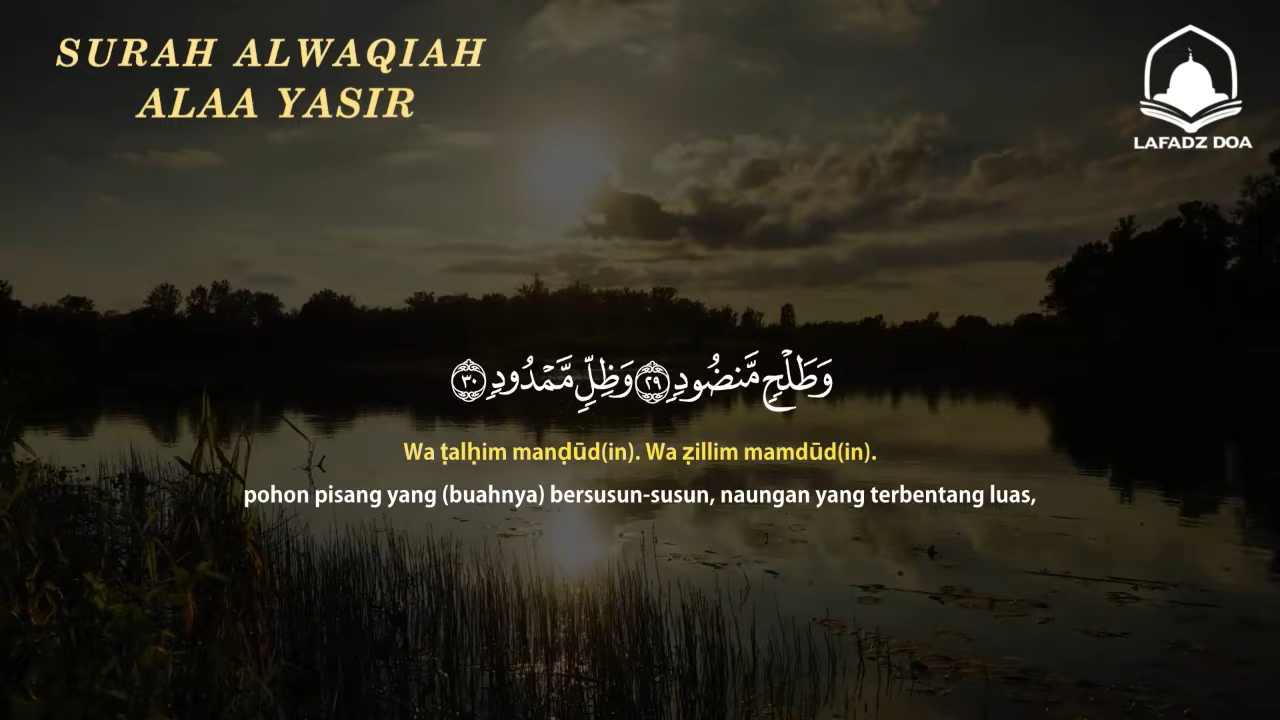 SURAH ALWAQIAH
ALAA YASIR
LAFADZ DOA
وَطَلْحٍ مَّنضُودٍ ٢٩ وَظِلٍّ مَّمْدُودٍ ٣٠
Wa ṭalḥim manḍūd(in). Wa ẓillim mamdūd(in).
pohon pisang yang (buahnya) bersusun-susun, naungan yang terbentang luas,